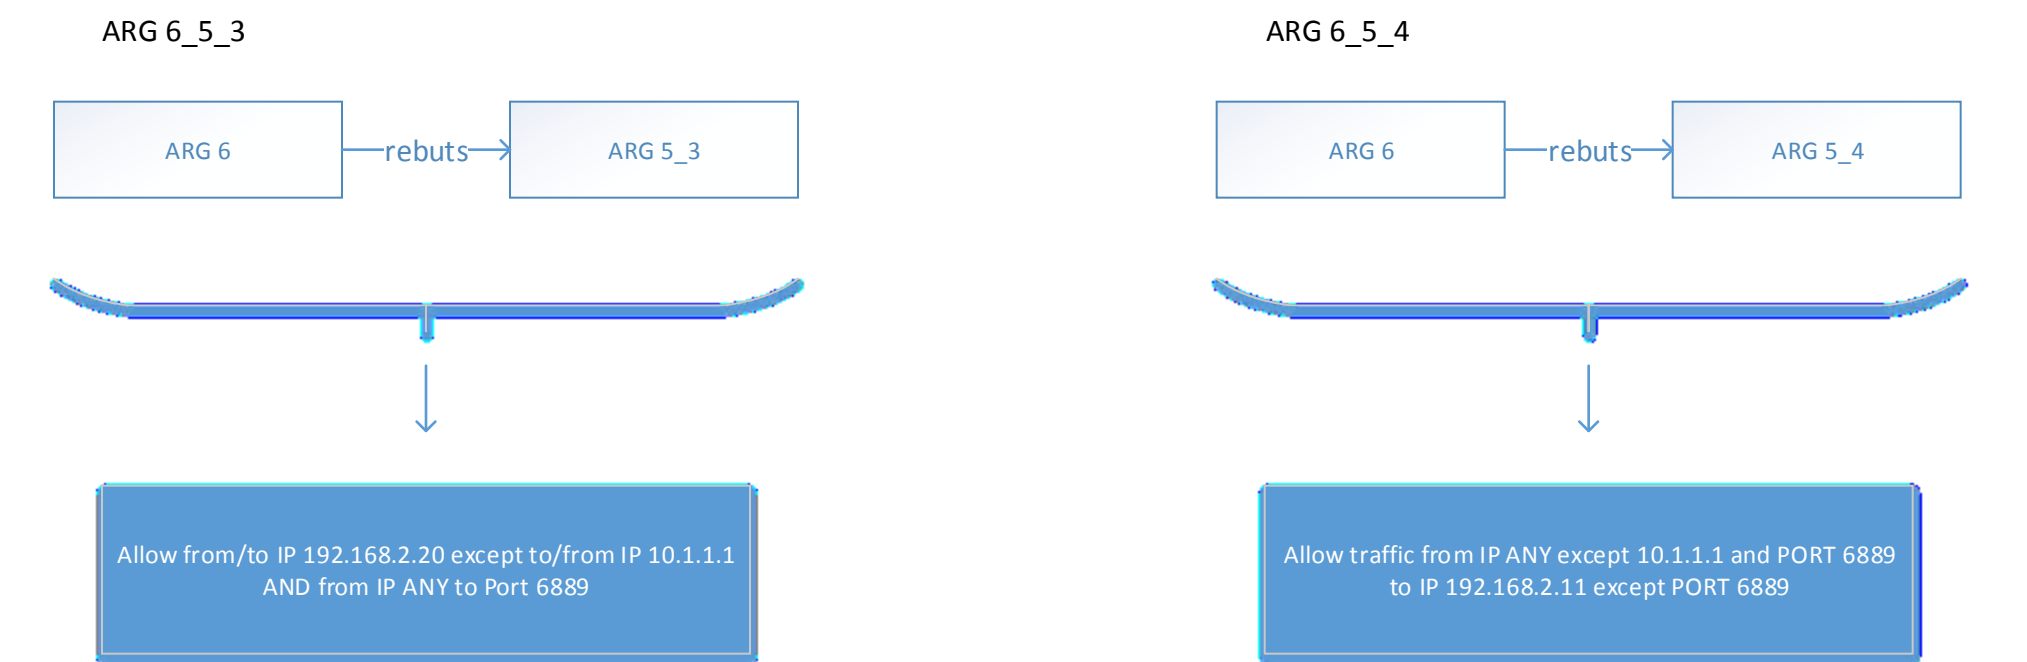 ARG 6_5_3
ARG 6_5_4
ARG 6
rebuts
ARG 5_3
ARG 6
rebuts
ARG 5_4
Allow from/to IP 192.168.2.20 except to/from IP 10.1.1.1
AND from IP ANY to Port 6889
Allow traffic from IP ANY except 10.1.1.1 and PORT 6889
to IP 192.168.2.11 except PORT 6889